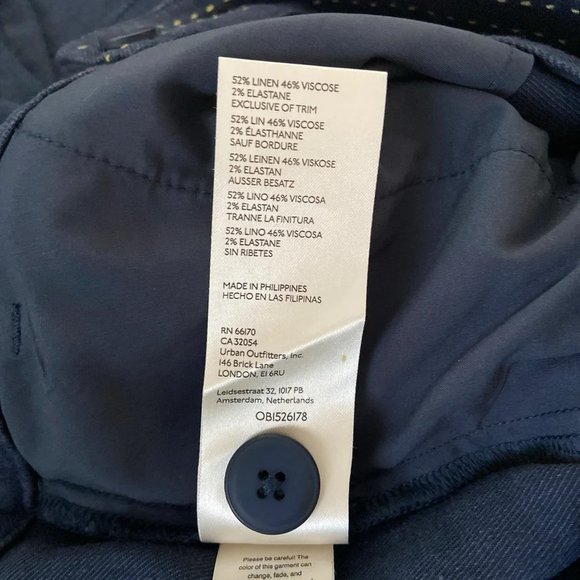 52% LINEN 46% VISCOSE
2% ELASTANE
EXCLUSIVE OF TRIM
52% LIN 46% VISCOSE
2% ÉLASTHANNE
SAUF BORDURE
52% LEINEN 46% VISKOSE
2% ELASTAN
AUSSER BESATZ
52% LINO 46% VISCOSA
2% ELASTAN
TRANNE LA FINITURA
52% LINO 46% VISCOSA
2% ELASTANE
SIN RIBETES
MADE IN PHILIPPINES
HECHO EN LAS FILIPINAS
RN 66170
CA 32054
Urban Outfitters, Inc.
146 Brick Lane
LONDON, E1 6RU
Leidsestraat 32, 1017 PB
Amsterdam, Netherlands
OB1526178
Please be careful! The
color of this garment can
change, fade, and